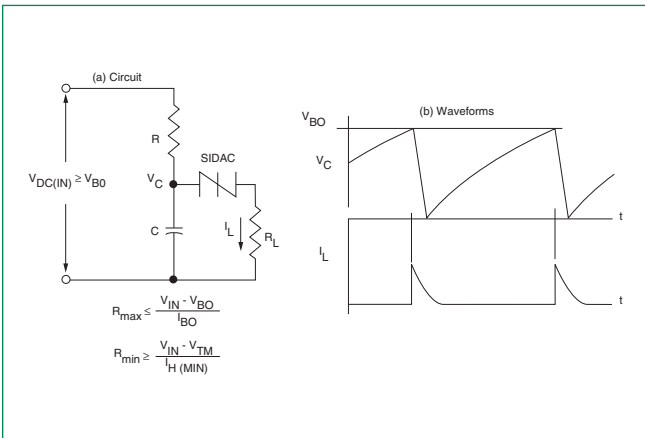 (a) Circuit
R
SIDAC
V_DC(IN) ≥ V_B0
V_C
C
I_L
R_L
R_max ≤ (V_IN - V_BO) / I_BO
R_min ≥ (V_IN - V_TM) / I_H (MIN)
(b) Waveforms
V_BO
V_C
t
I_L
t